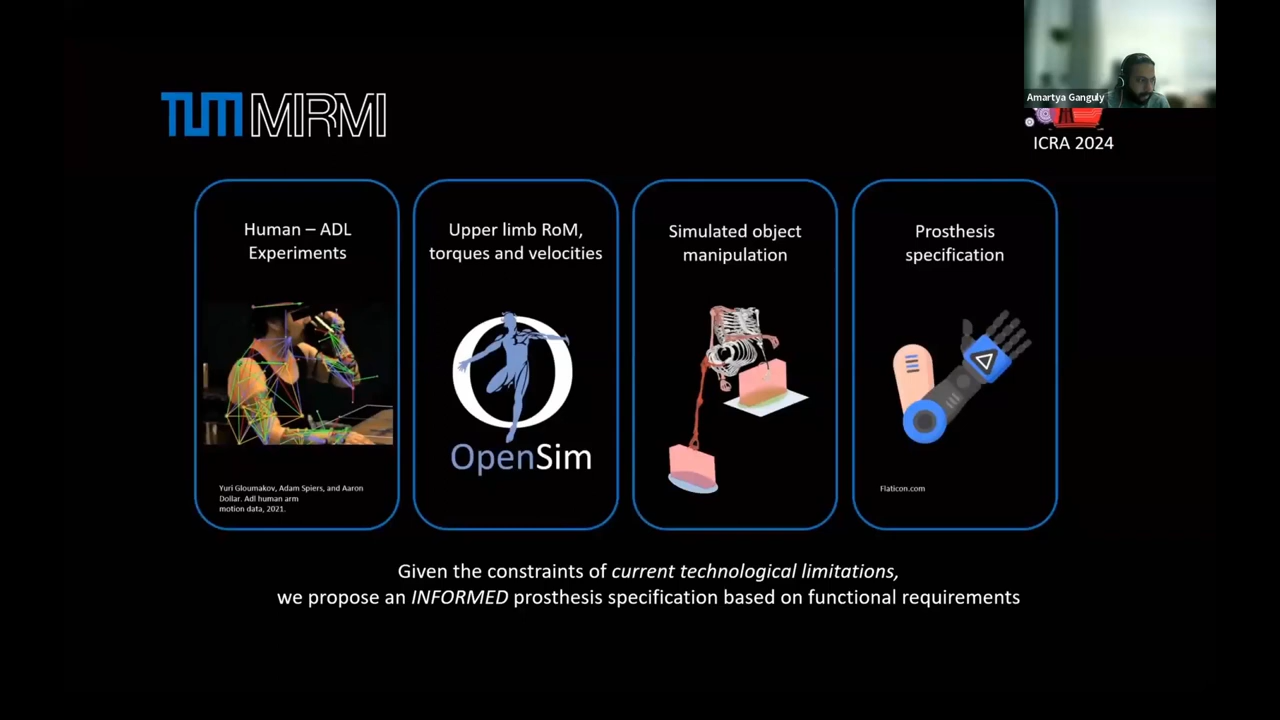 Amartya Ganguly
TUM MIRMI
ICRA 2024
Human – ADL
Experiments
Yuri Gloumakov, Adam Spiers, and Aaron
Dollar. Adl human arm
motion data, 2021.
Upper limb RoM,
torques and velocities
OpenSim
Simulated object
manipulation
Prosthesis
specification
Flaticon.com
Given the constraints of current technological limitations,
we propose an INFORMED prosthesis specification based on functional requirements